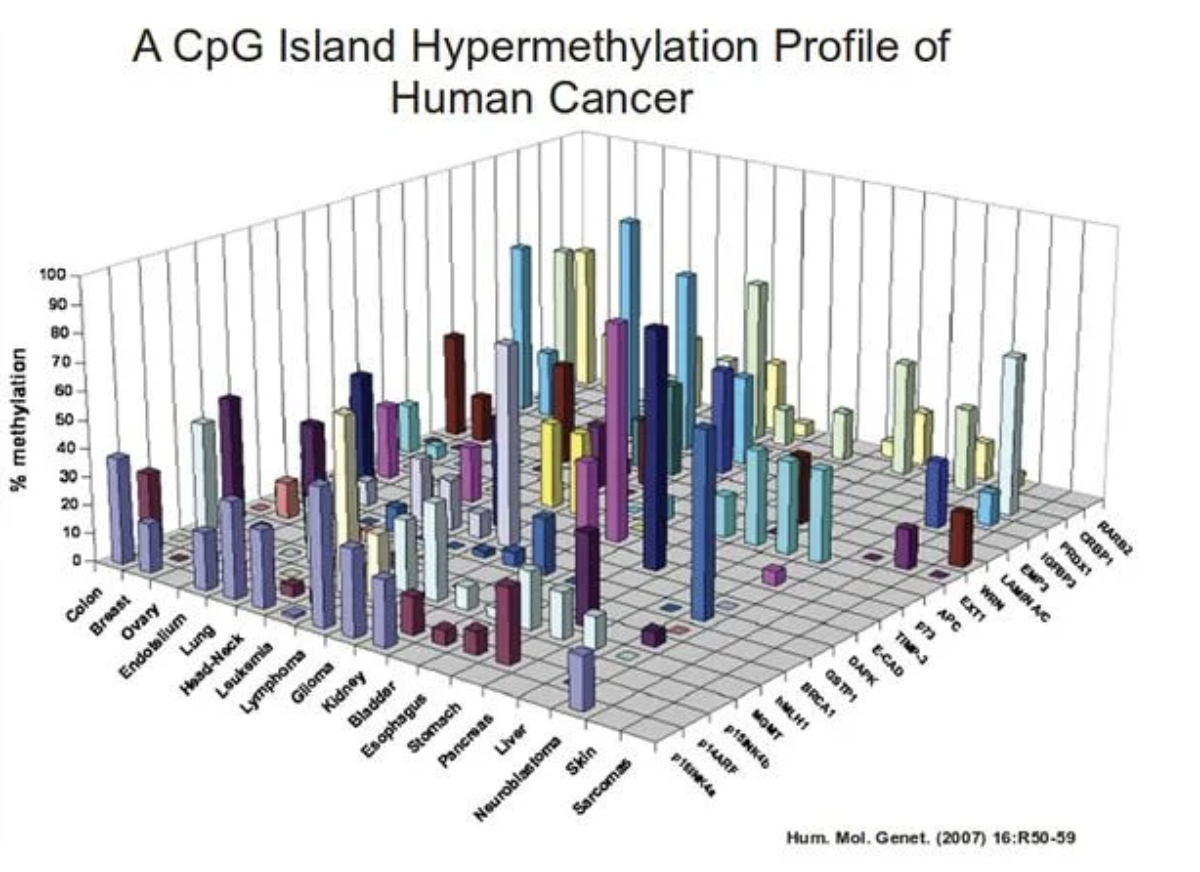 A CpG Island Hypermethylation Profile of
Human Cancer
% methylation
100
90
80
70
60
50
40
30
20
10
0
Colon
Breast
Ovary
Endotelium
Lung
Head-Neck
Leukemia
Lymphoma
Glioma
Kidney
Bladder
Esophagus
Stomach
Pancreas
Liver
Neuroblastoma
Skin
Sarcomas
p16INK4a
p14ARF
p15INK4b
MGMT
hMLH1
BRCA1
GSTP1
DAPK
E-CAD
TIMP-3
p73
APC
EXT1
WRN
LAMIN A/C
EMP3
IGFBP3
PRDX1
CRBP1
RARB2
Hum. Mol. Genet. (2007) 16:R50-59